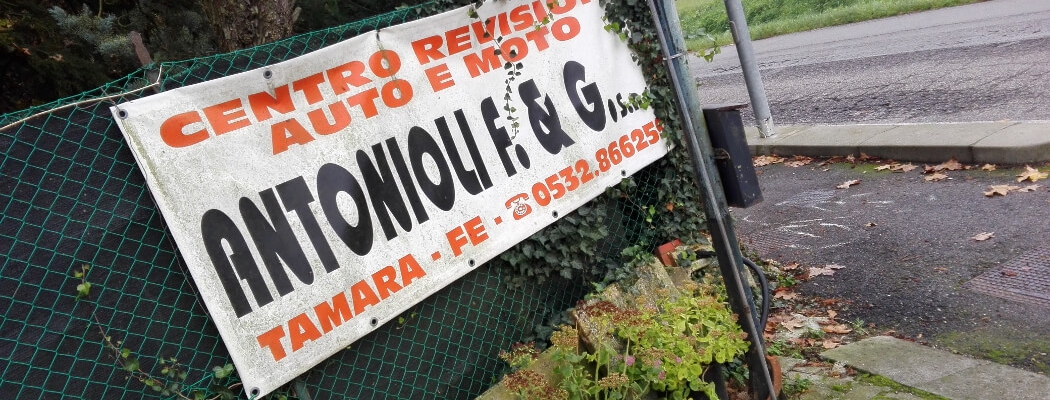 CENTRO REVISIONI
AUTO E MOTO
ANTONIOLI F. & G. s.
TAMARA - FE - ☎0532.866259